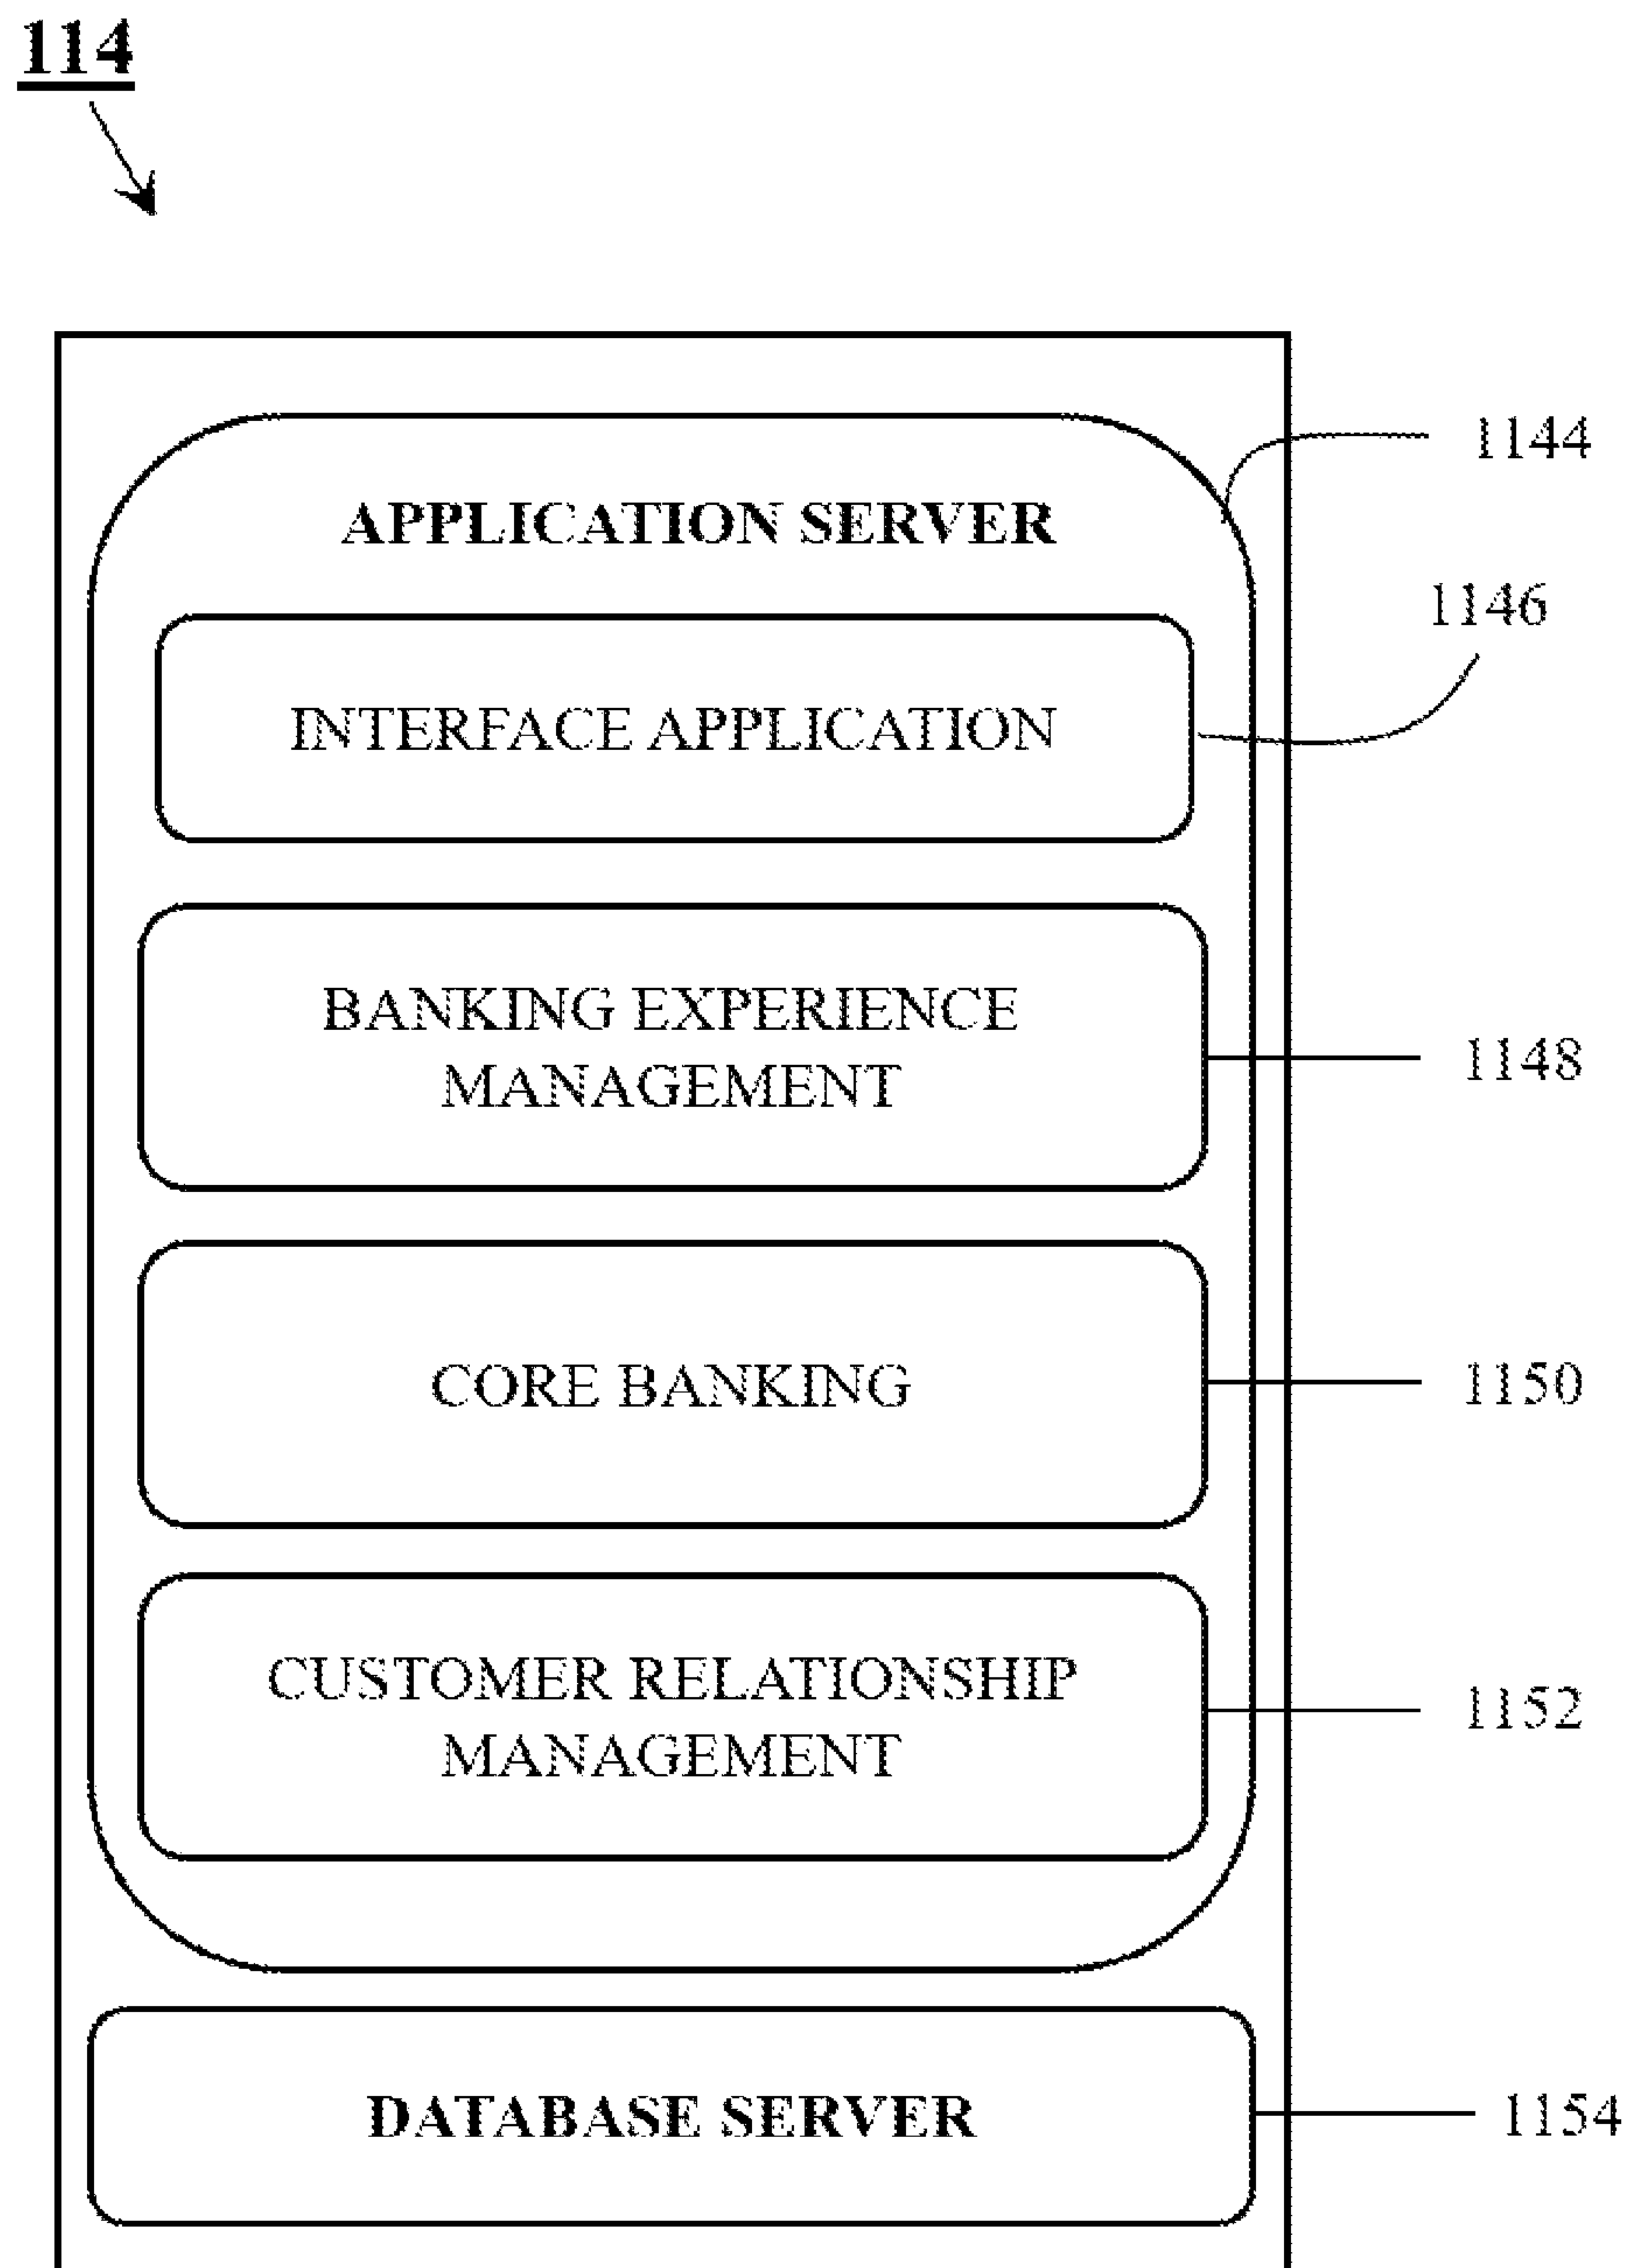 114
1144
APPLICATION SERVER
1146
INTERFACE APPLICATION
BANKING EXPERIENCE
MANAGEMENT
1148
CORE BANKING
1150
CUSTOMER RELATIONSHIP
MANAGEMENT
1152
DATABASE SERVER
1154